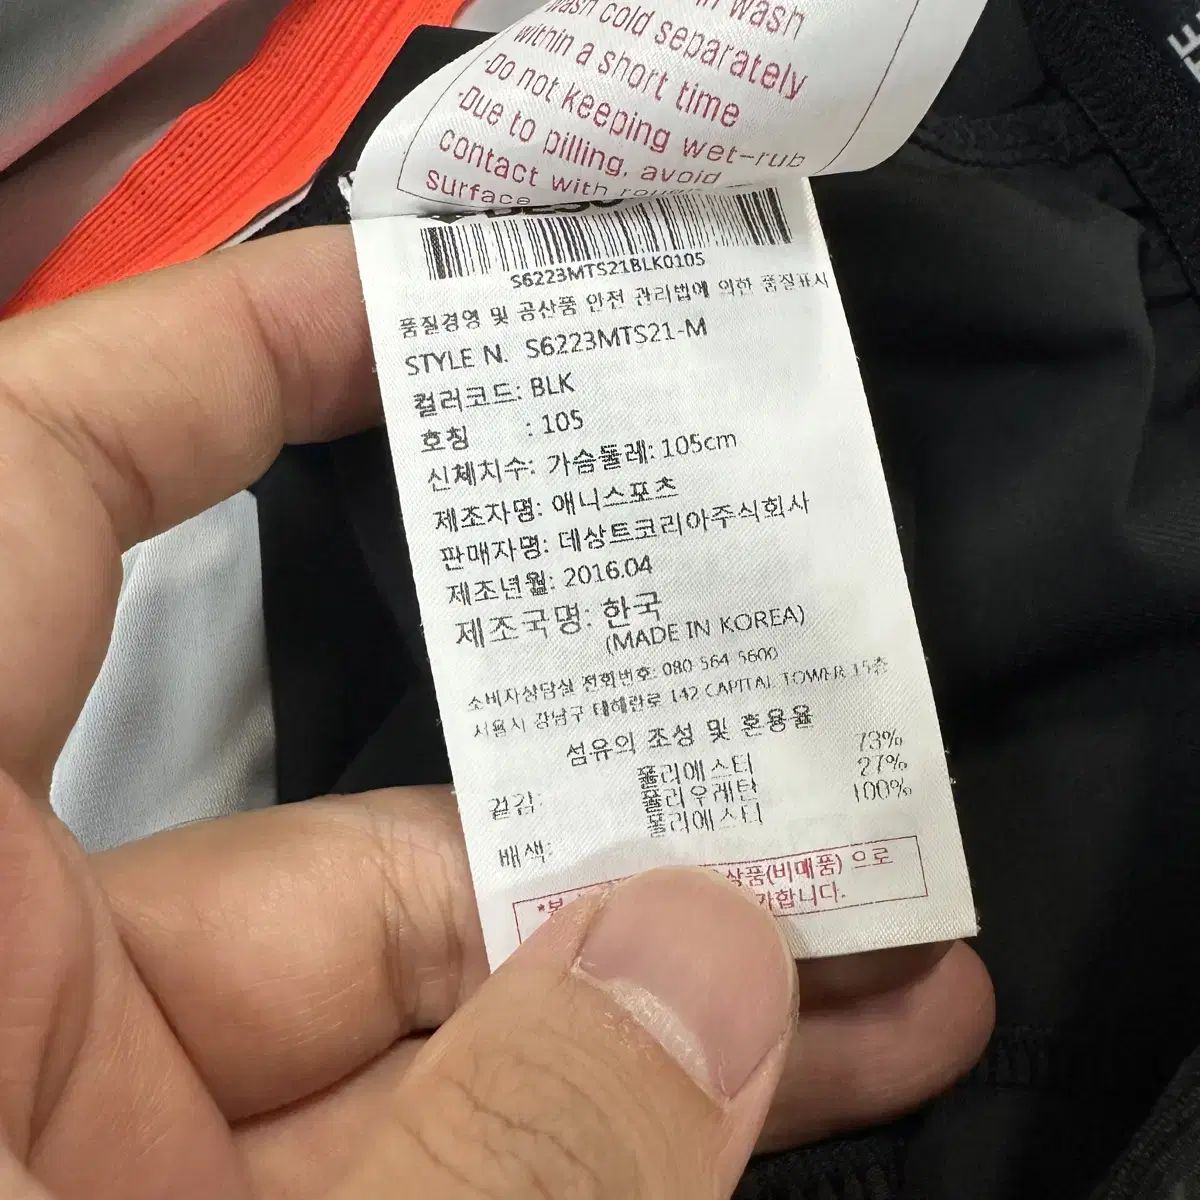 wash
wash cold separately
within a short time
·Do not keeping wet-rub
·Due to pilling, avoid
contact with rough
surface
S6223MTS21BLK0105
품질경영 및 공산품 안전 관리법에 의한 품질표시
STYLE N. S6223MTS21-M
컬러코드: BLK
호칭 : 105
신체치수: 가슴둘레: 105cm
제조자명: 애니스포츠
판매자명: 데상트코리아주식회사
제조년월: 2016.04
제조국명: 한국
(MADE IN KOREA)
소비자상담실 전화번호: 080 564 5600
서울시 강남구 테헤란로 142 CAPITAL TOWER 15층
섬유의 조성 및 혼용율
겉감: 폴리에스터 73%
폴리우레탄 27%
배색: 폴리에스터 100%
*본 상품(비매품) 으로
가합니다.